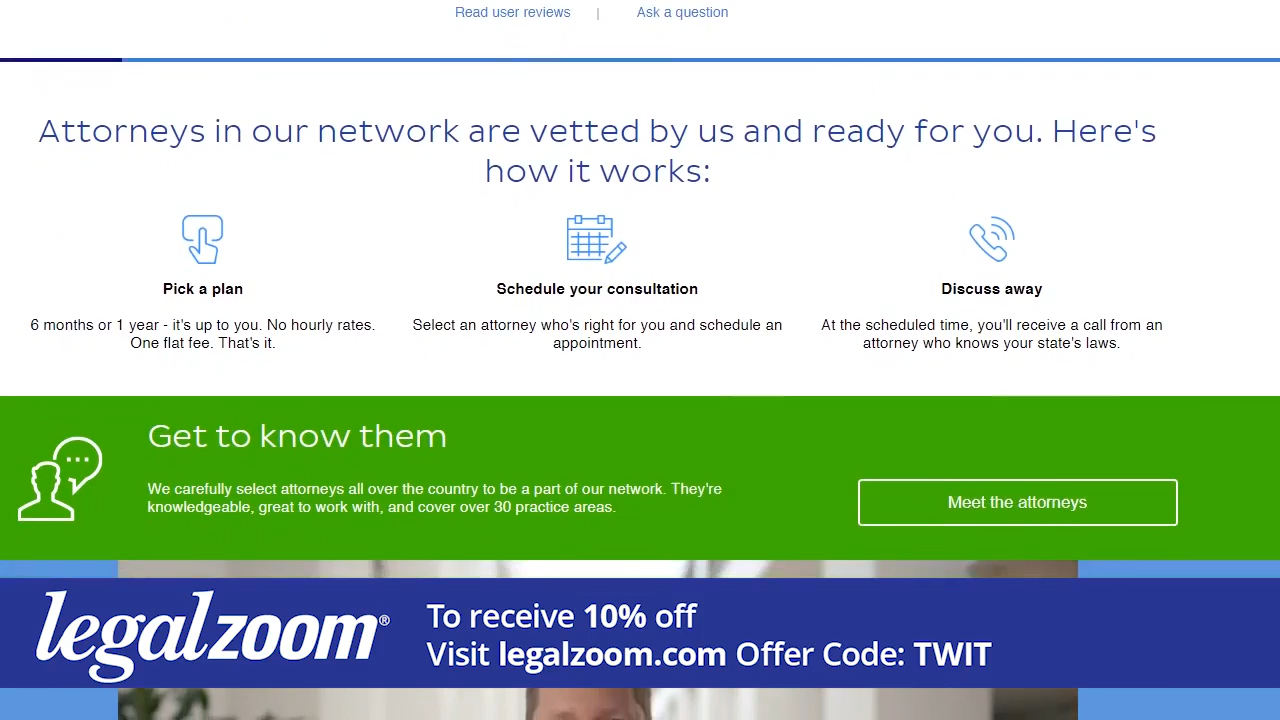 Read user reviews | Ask a question
Attorneys in our network are vetted by us and ready for you. Here's
how it works:
Pick a plan
6 months or 1 year - it's up to you. No hourly rates.
One flat fee. That's it.
Schedule your consultation
Select an attorney who's right for you and schedule an
appointment.
Discuss away
At the scheduled time, you'll receive a call from an
attorney who knows your state's laws.
Get to know them
We carefully select attorneys all over the country to be a part of our network. They're
knowledgeable, great to work with, and cover over 30 practice areas.
Meet the attorneys
legalzoom®
To receive 10% off
Visit legalzoom.com Offer Code: TWIT